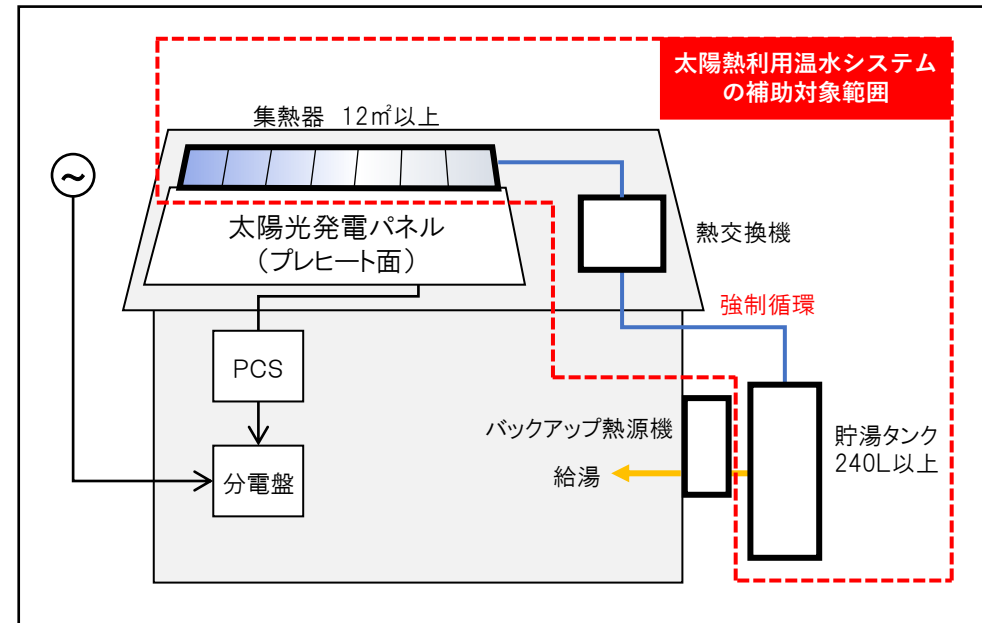 太陽熱利用温水システム
の補助対象範囲
集熱器 12㎡以上
~
太陽光発電パネル
（プレヒート面）
熱交換機
強制循環
PCS
バックアップ熱源機
貯湯タンク
240L以上
給湯
分電盤